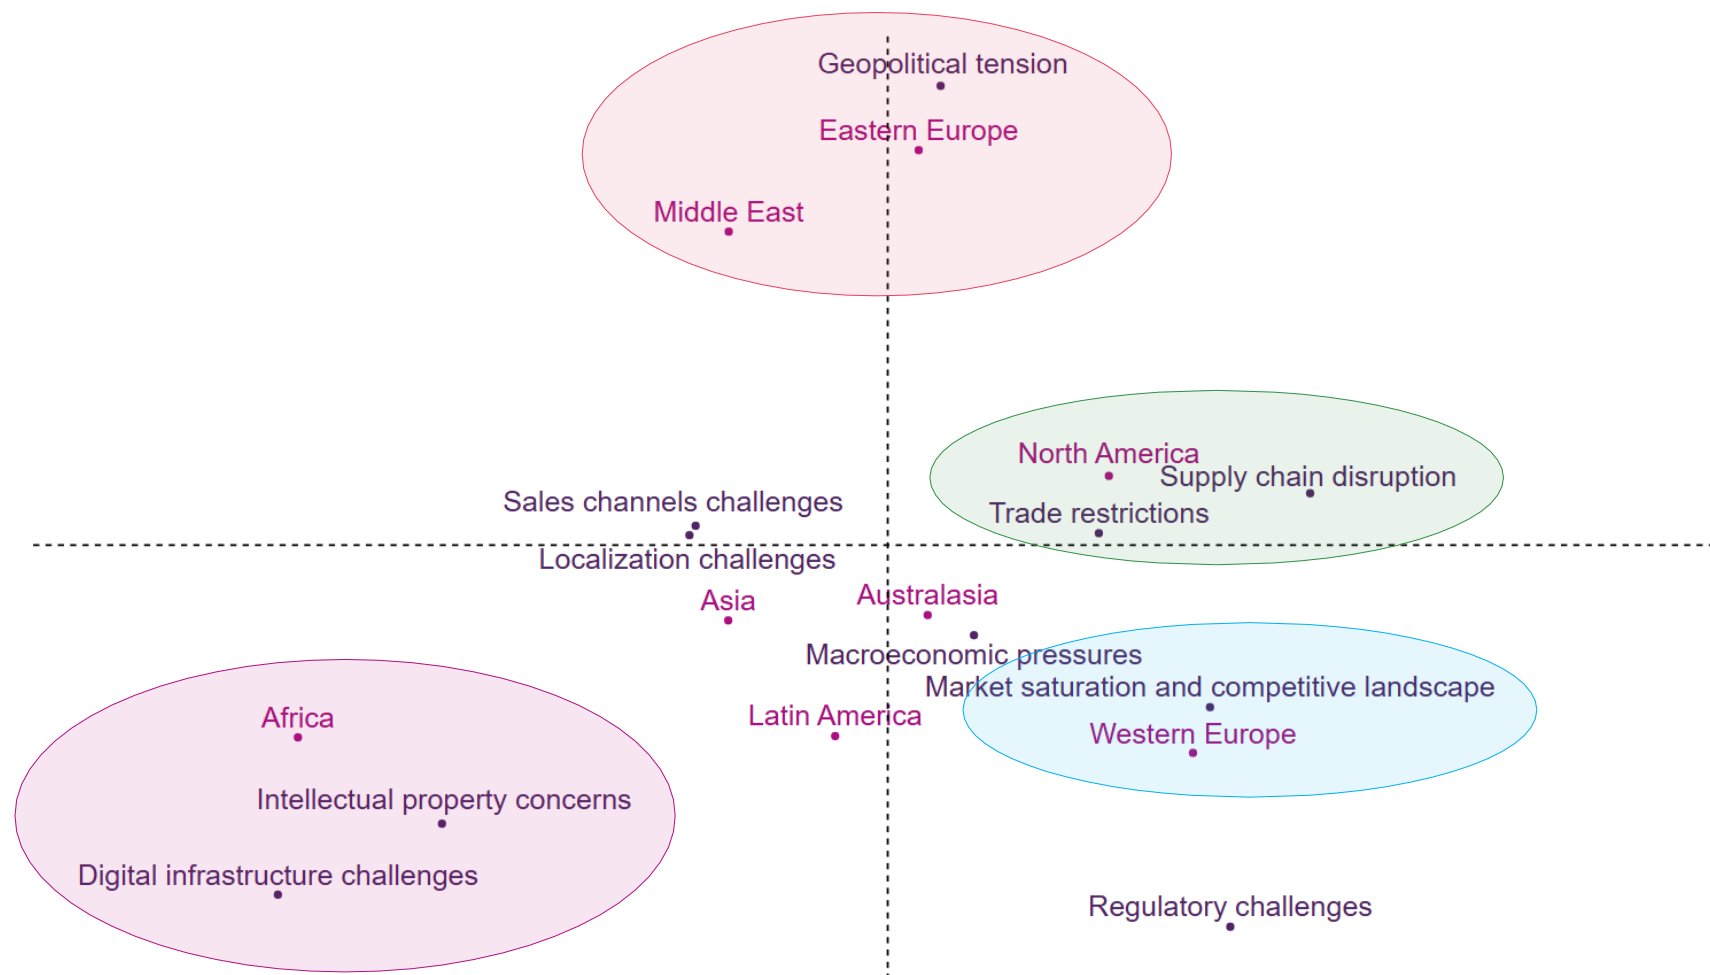 Geopolitical tension
Eastern Europe
Middle East
North America
Supply chain disruption
Sales channels challenges
Trade restrictions
Localization challenges
Asia
Australasia
Macroeconomic pressures
Market saturation and competitive landscape
Latin America
Africa
Western Europe
Intellectual property concerns
Digital infrastructure challenges
Regulatory challenges